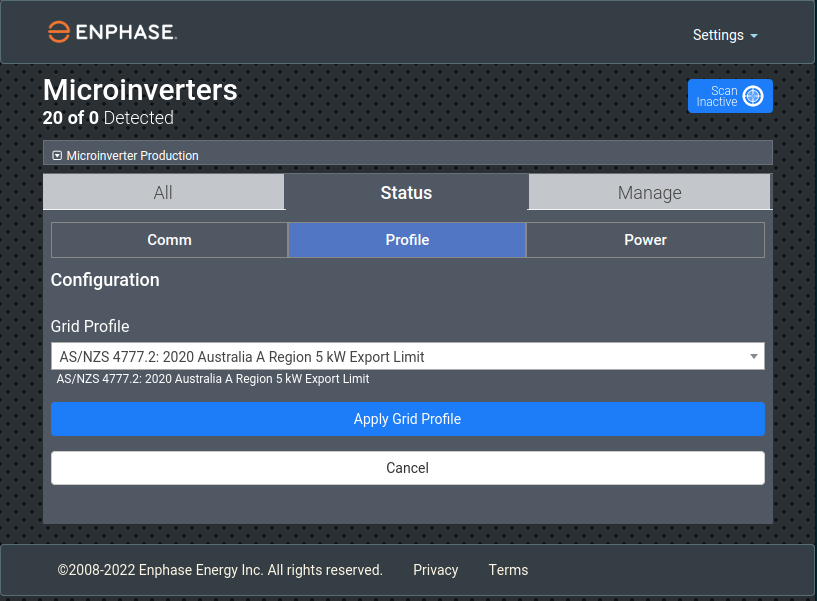 ENPHASE.
Settings
Microinverters
20 of 0 Detected
Scan
Inactive
Microinverter Production
All
Status
Manage
Comm
Profile
Power
Configuration
Grid Profile
AS/NZS 4777.2: 2020 Australia A Region 5 kW Export Limit
AS/NZS 4777.2: 2020 Australia A Region 5 kW Export Limit
Apply Grid Profile
Cancel
©2008-2022 Enphase Energy Inc. All rights reserved. Privacy Terms